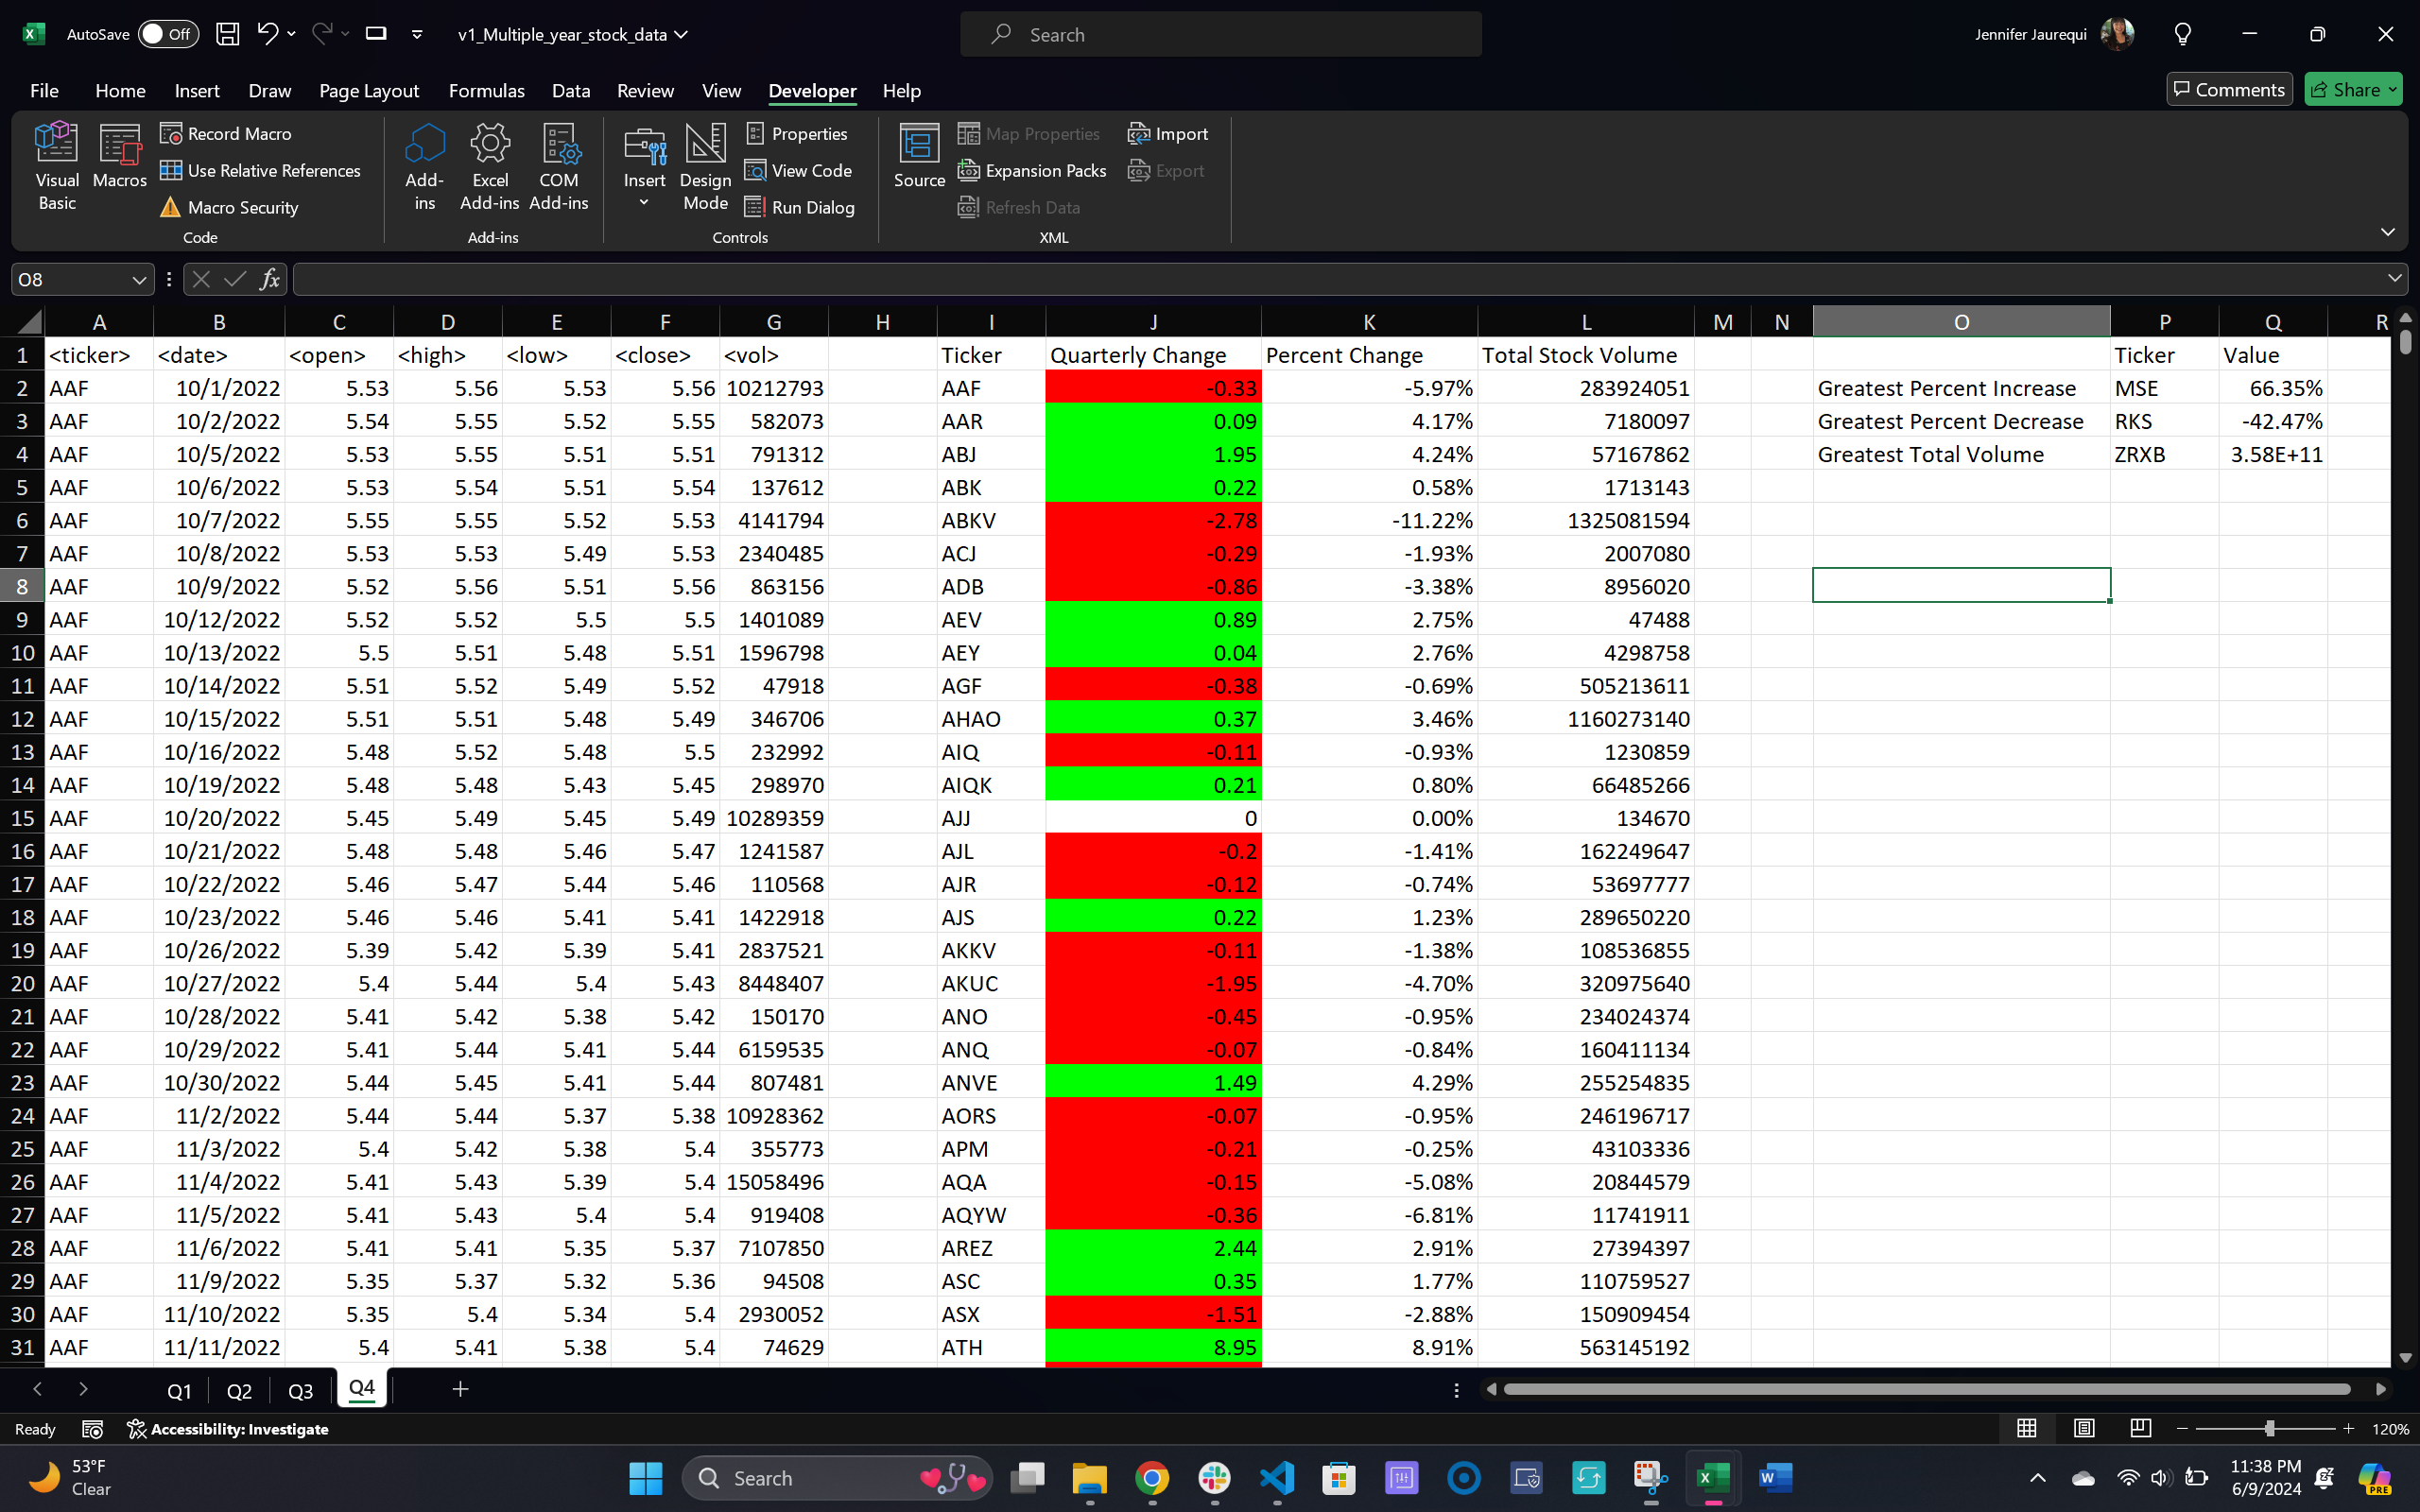 AutoSave Off v1_Multiple_year_stock_data Search Jennifer Jaurequi
File Home Insert Draw Page Layout Formulas Data Review View Developer Help Comments Share
Visual Basic
Macros
Record Macro
Use Relative References
Macro Security
Code
Add-ins
Excel Add-ins
COM Add-ins
Add-ins
Insert
Design Mode
Properties
View Code
Run Dialog
Controls
Source
Map Properties
Expansion Packs
Refresh Data
Import
Export
XML
O8 fx
A B C D E F G H I J K L M N O P Q R
1 <ticker> <date> <open> <high> <low> <close> <vol> Ticker Quarterly Change Percent Change Total Stock Volume Ticker Value
2 AAF 10/1/2022 5.53 5.56 5.53 5.56 10212793 AAF -0.33 -5.97% 283924051 Greatest Percent Increase MSE 66.35%
3 AAF 10/2/2022 5.54 5.55 5.52 5.55 582073 AAR 0.09 4.17% 7180097 Greatest Percent Decrease RKS -42.47%
4 AAF 10/5/2022 5.53 5.55 5.51 5.51 791312 ABJ 1.95 4.24% 57167862 Greatest Total Volume ZRXB 3.58E+11
5 AAF 10/6/2022 5.53 5.54 5.51 5.54 137612 ABK 0.22 0.58% 1713143
6 AAF 10/7/2022 5.55 5.55 5.52 5.53 4141794 ABKV -2.78 -11.22% 1325081594
7 AAF 10/8/2022 5.53 5.53 5.49 5.53 2340485 ACJ -0.29 -1.93% 2007080
8 AAF 10/9/2022 5.52 5.56 5.51 5.56 863156 ADB -0.86 -3.38% 8956020
9 AAF 10/12/2022 5.52 5.52 5.5 5.5 1401089 AEV 0.89 2.75% 47488
10 AAF 10/13/2022 5.5 5.51 5.48 5.51 1596798 AEY 0.04 2.76% 4298758
11 AAF 10/14/2022 5.51 5.52 5.49 5.52 47918 AGF -0.38 -0.69% 505213611
12 AAF 10/15/2022 5.51 5.51 5.48 5.49 346706 AHAO 0.37 3.46% 1160273140
13 AAF 10/16/2022 5.48 5.52 5.48 5.5 232992 AIQ -0.11 -0.93% 1230859
14 AAF 10/19/2022 5.48 5.48 5.43 5.45 298970 AIQK 0.21 0.80% 66485266
15 AAF 10/20/2022 5.45 5.49 5.45 5.49 10289359 AJJ 0 0.00% 134670
16 AAF 10/21/2022 5.48 5.48 5.46 5.47 1241587 AJL -0.2 -1.41% 162249647
17 AAF 10/22/2022 5.46 5.47 5.44 5.46 110568 AJR -0.12 -0.74% 53697777
18 AAF 10/23/2022 5.46 5.46 5.41 5.41 1422918 AJS 0.22 1.23% 289650220
19 AAF 10/26/2022 5.39 5.42 5.39 5.41 2837521 AKKV -0.11 -1.38% 108536855
20 AAF 10/27/2022 5.4 5.44 5.4 5.43 8448407 AKUC -1.95 -4.70% 320975640
21 AAF 10/28/2022 5.41 5.42 5.38 5.42 150170 ANO -0.45 -0.95% 234024374
22 AAF 10/29/2022 5.41 5.44 5.41 5.44 6159535 ANQ -0.07 -0.84% 160411134
23 AAF 10/30/2022 5.44 5.45 5.41 5.44 807481 ANVE 1.49 4.29% 255254835
24 AAF 11/2/2022 5.44 5.44 5.37 5.38 10928362 AORS -0.07 -0.95% 246196717
25 AAF 11/3/2022 5.4 5.42 5.38 5.4 355773 APM -0.21 -0.25% 43103336
26 AAF 11/4/2022 5.41 5.43 5.39 5.4 15058496 AQA -0.15 -5.08% 20844579
27 AAF 11/5/2022 5.41 5.43 5.4 5.4 919408 AQYW -0.36 -6.81% 11741911
28 AAF 11/6/2022 5.41 5.41 5.35 5.37 7107850 AREZ 2.44 2.91% 27394397
29 AAF 11/9/2022 5.35 5.37 5.32 5.36 94508 ASC 0.35 1.77% 110759527
30 AAF 11/10/2022 5.35 5.4 5.34 5.4 2930052 ASX -1.51 -2.88% 150909454
31 AAF 11/11/2022 5.4 5.41 5.38 5.4 74629 ATH 8.95 8.91% 563145192
Q1 Q2 Q3 Q4
Ready Accessibility: Investigate 120%
53°F
Clear
Search
11:38 PM
6/9/2024
PRE